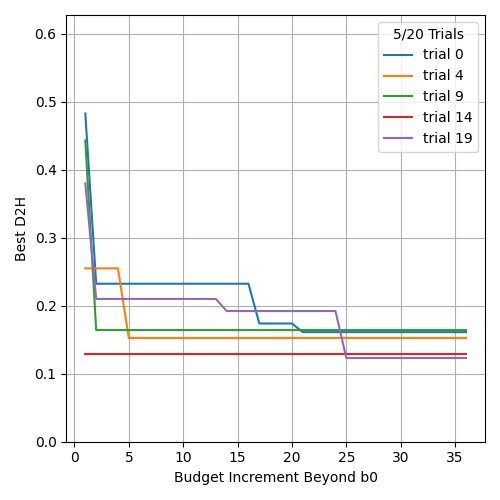 5/20 Trials
trial 0
trial 4
trial 9
trial 14
trial 19
Best D2H
0.6
0.5
0.4
0.3
0.2
0.1
0.0
0 5 10 15 20 25 30 35
Budget Increment Beyond b0